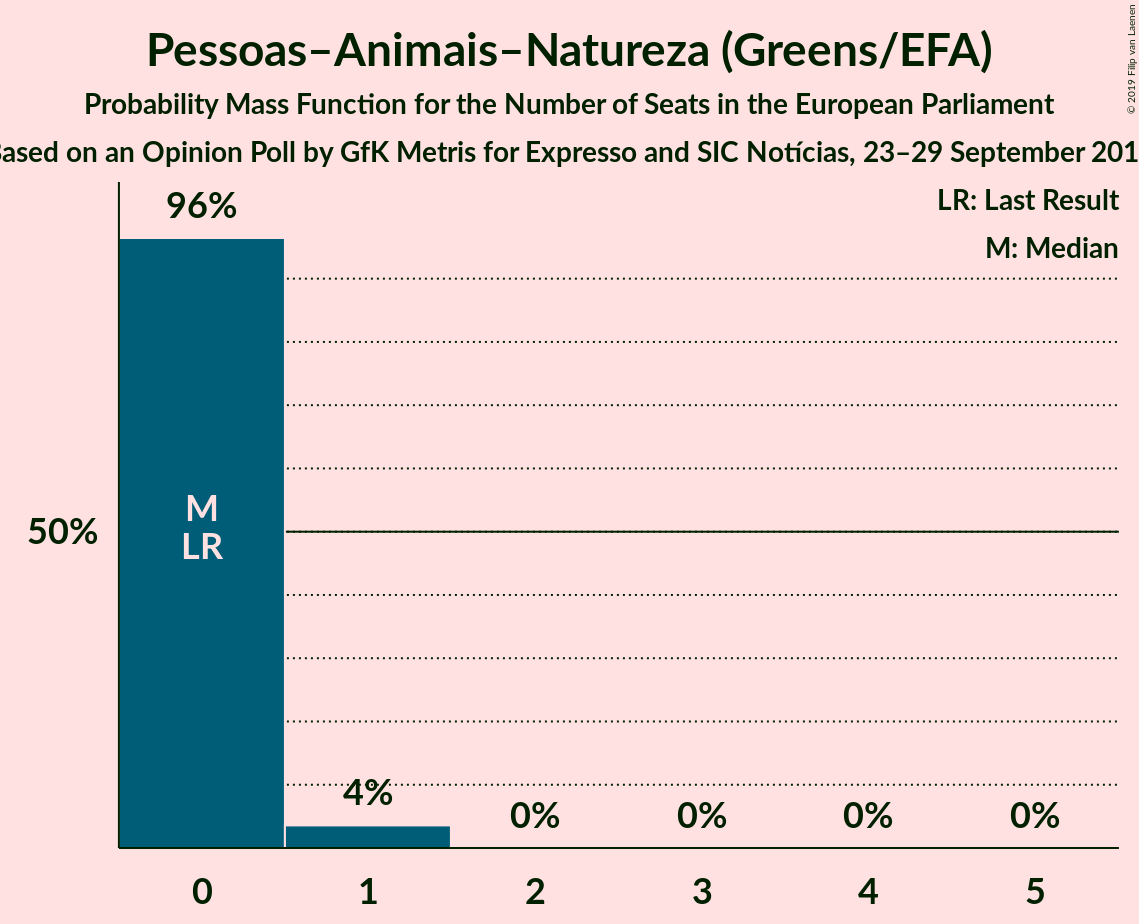 Pessoas–Animais–Natureza (Greens/EFA)
Probability Mass Function for the Number of Seats in the European Parliament
Based on an Opinion Poll by GfK Metris for Expresso and SIC Notícias, 23–29 September 201
© 2019 Filip van Laenen
LR: Last Result
M: Median
96%
M
LR
50%
4%
0% 0% 0% 0%
0 1 2 3 4 5